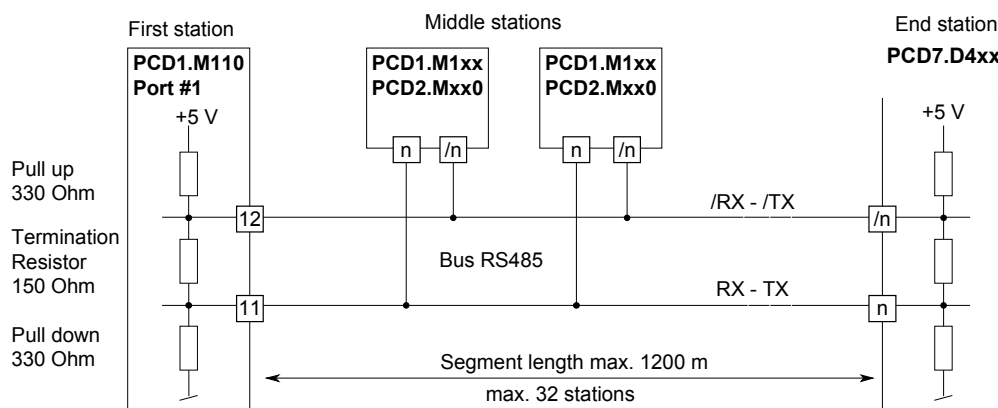 First station
Middle stations
End station
PCD1.M110
Port #1
PCD1.M1xx
PCD2.Mxx0
PCD1.M1xx
PCD2.Mxx0
PCD7.D4xx
+5 V
+5 V
n
/n
n
/n
Pull up
330 Ohm
12
/RX - /TX
/n
Termination
Resistor
150 Ohm
Bus RS485
11
RX - TX
n
Pull down
330 Ohm
Segment length max. 1200 m
max. 32 stations